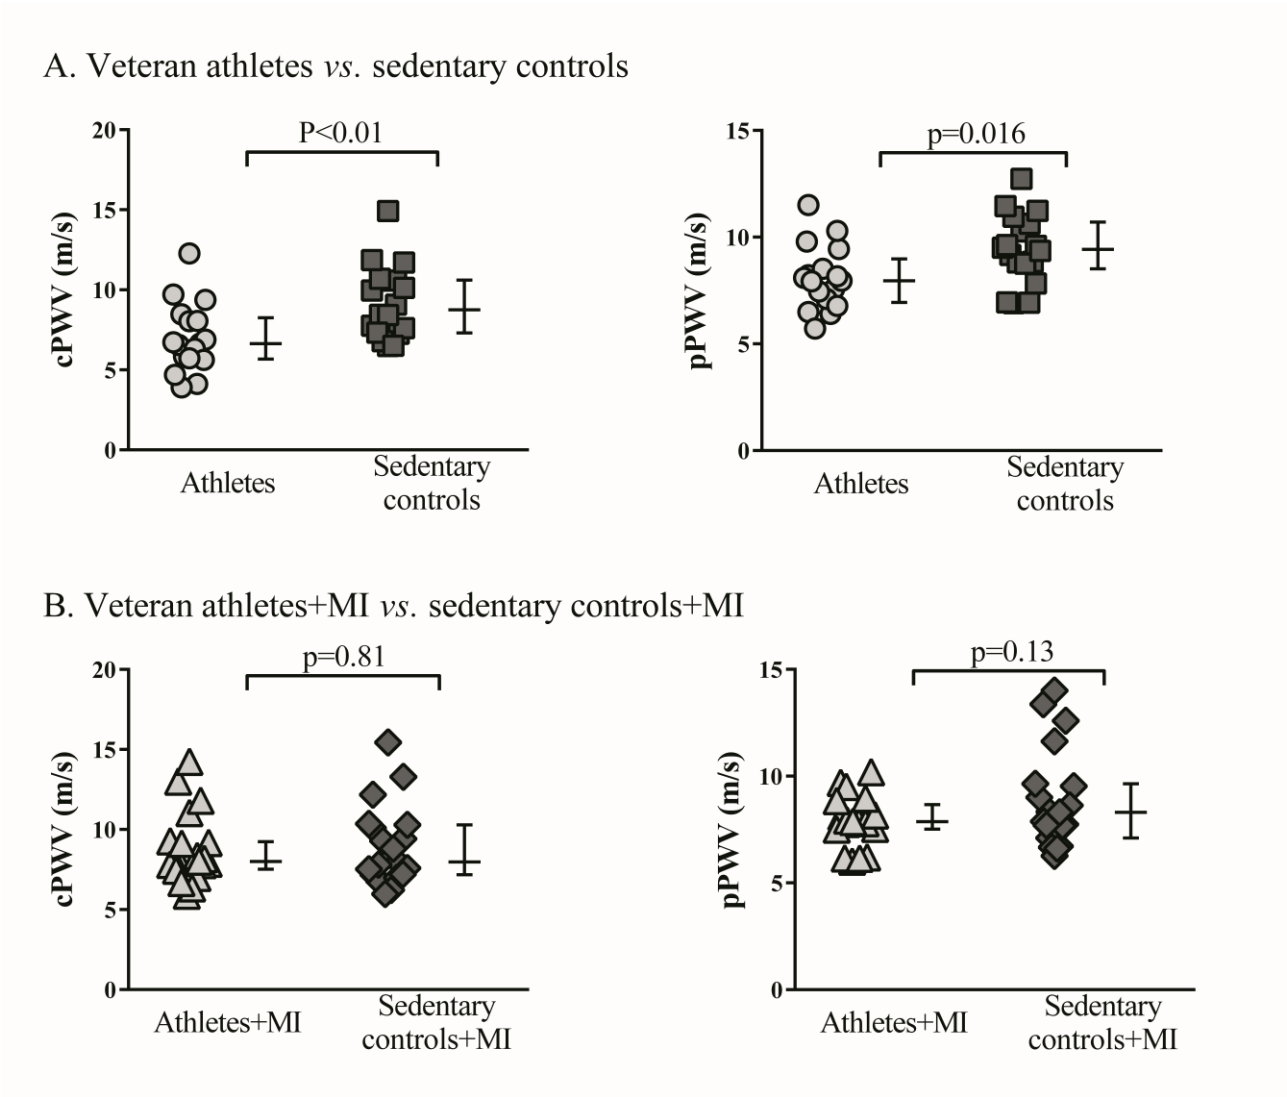 A. Veteran athletes vs. sedentary controls
P<0.01
20
15
10
5
0
cPWV (m/s)
Athletes
Sedentary
controls
p=0.016
15
10
5
0
pPWV (m/s)
Athletes
Sedentary
controls
B. Veteran athletes+MI vs. sedentary controls+MI
p=0.81
20
15
10
5
0
cPWV (m/s)
Athletes+MI
Sedentary
controls+MI
p=0.13
15
10
5
0
pPWV (m/s)
Athletes+MI
Sedentary
controls+MI